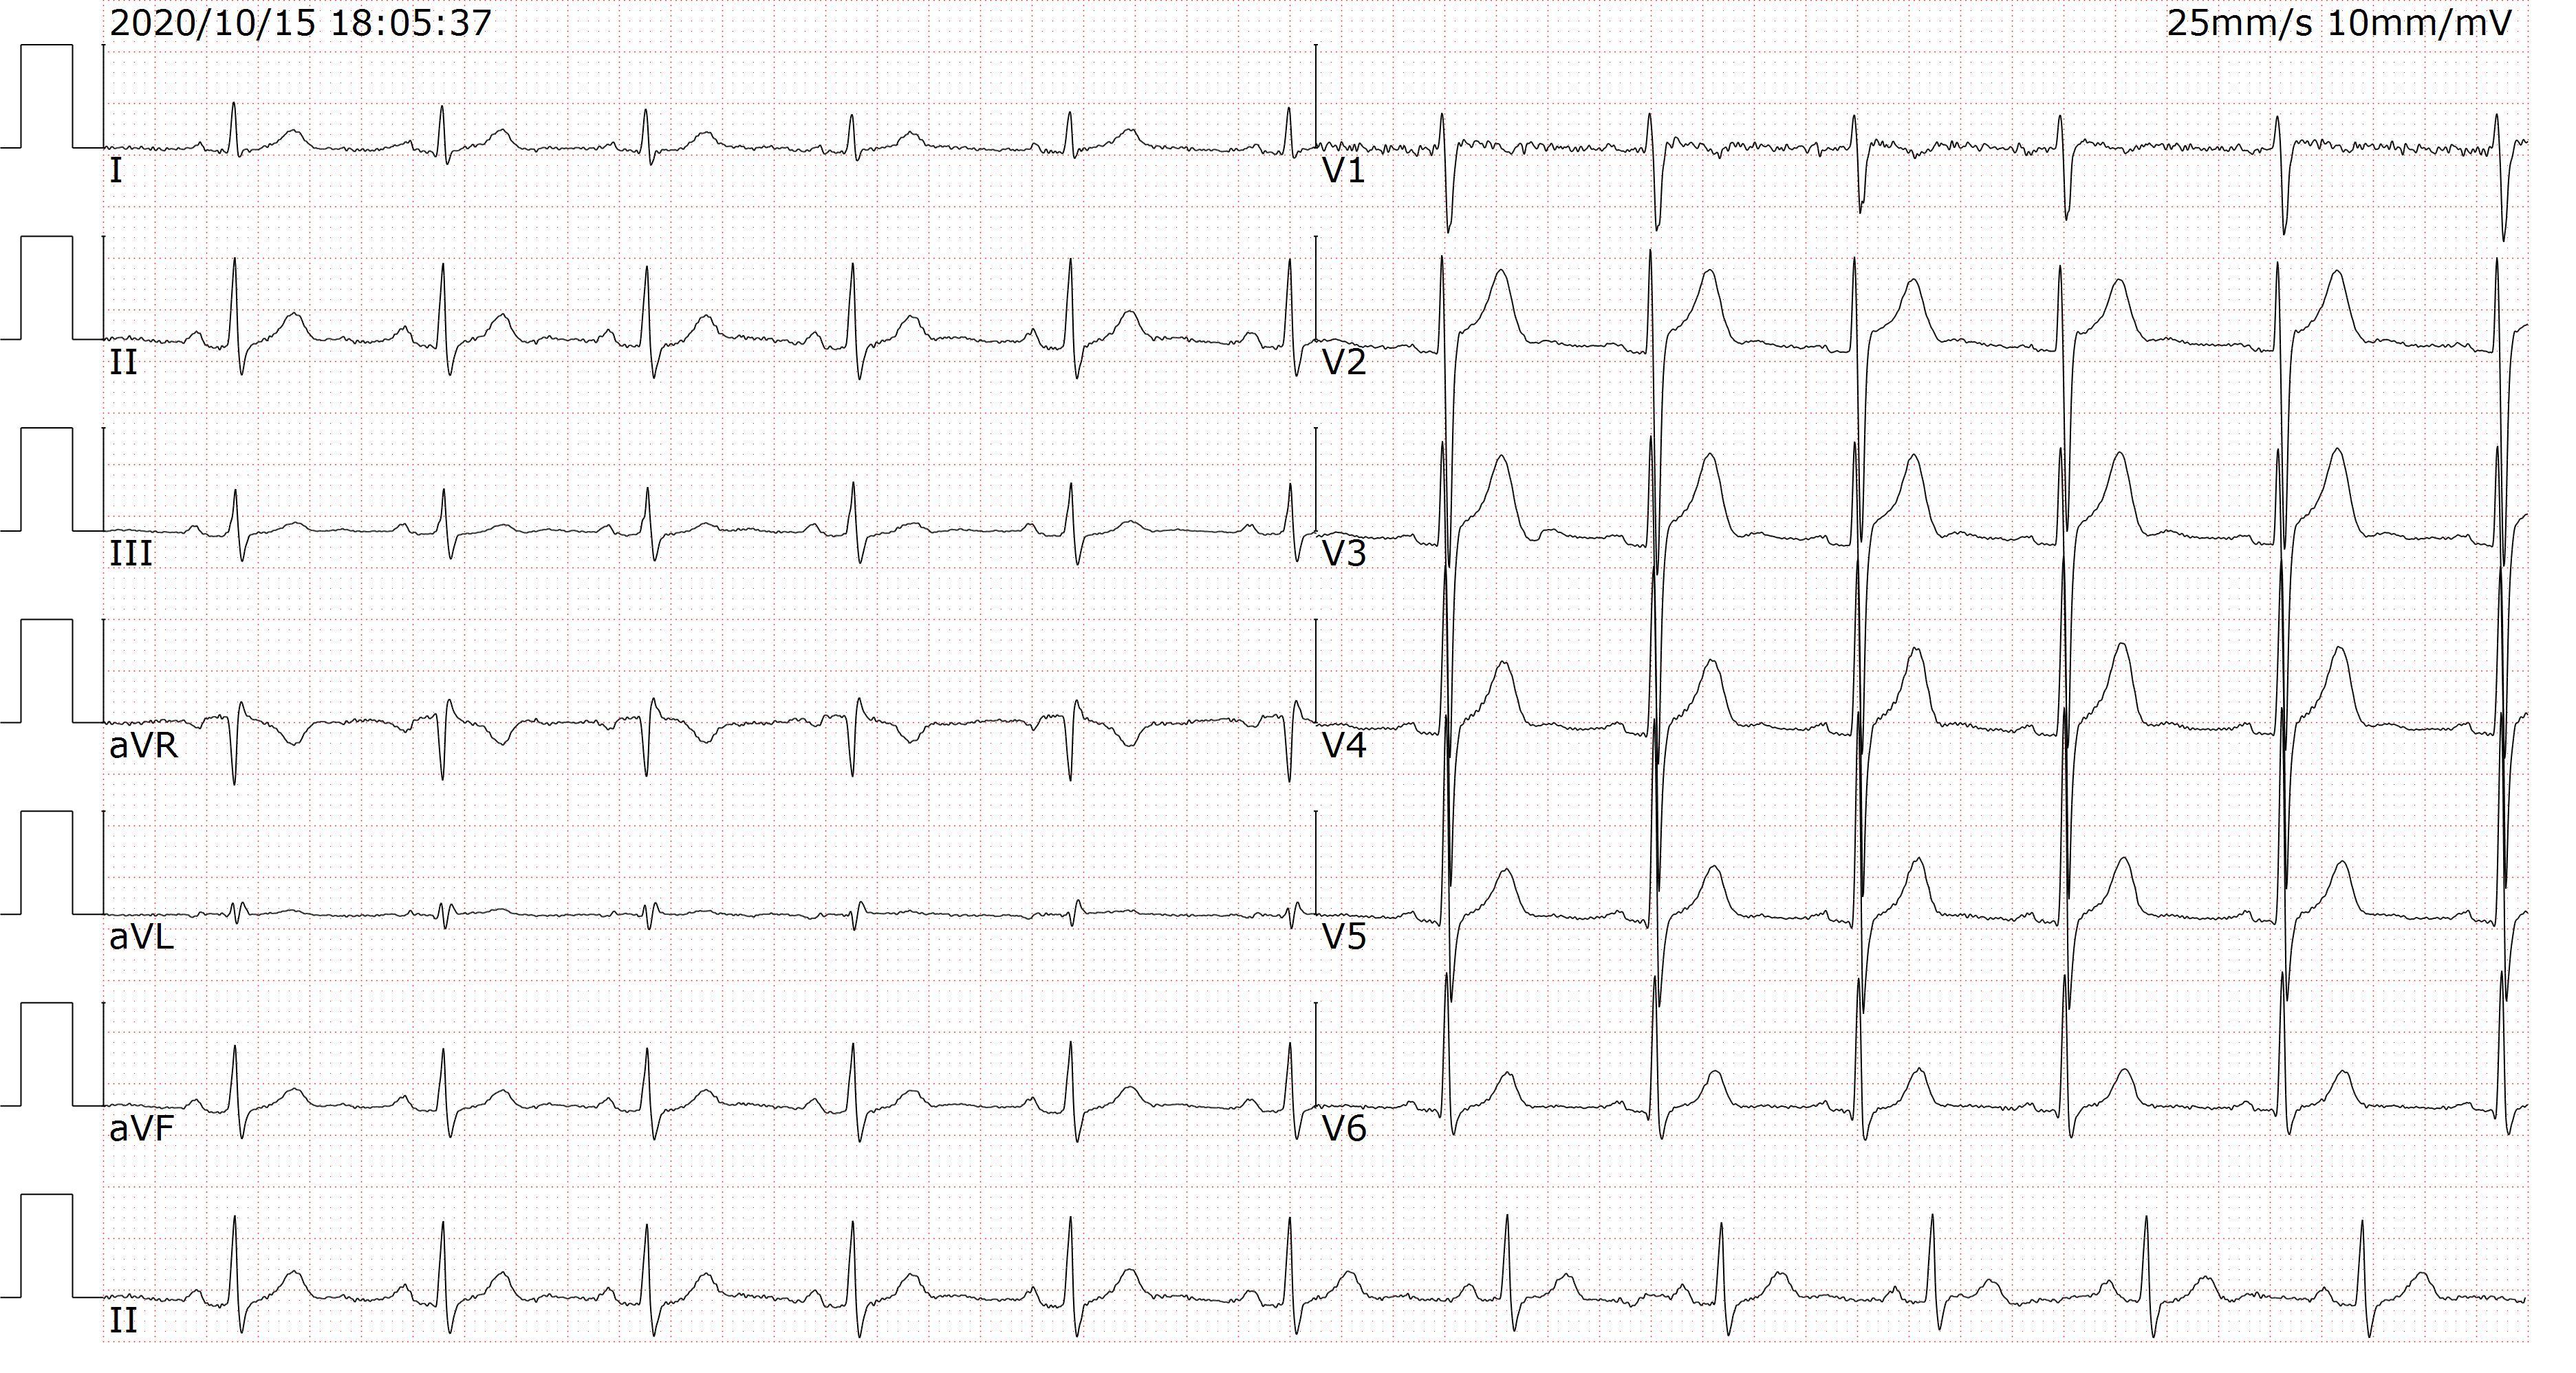 2020/10/15 18:05:37 25mm/s 10mm/mV
I V1
II V2
III V3
aVR V4
aVL V5
aVF V6
II